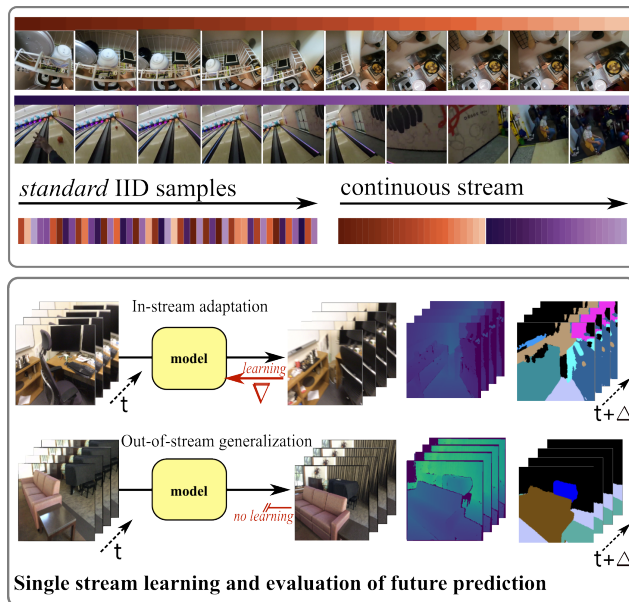 standard IID samples
continuous stream
In-stream adaptation
model
learning
∇
t
t+Δ
Out-of-stream generalization
model
no learning
t
t+Δ
Single stream learning and evaluation of future prediction